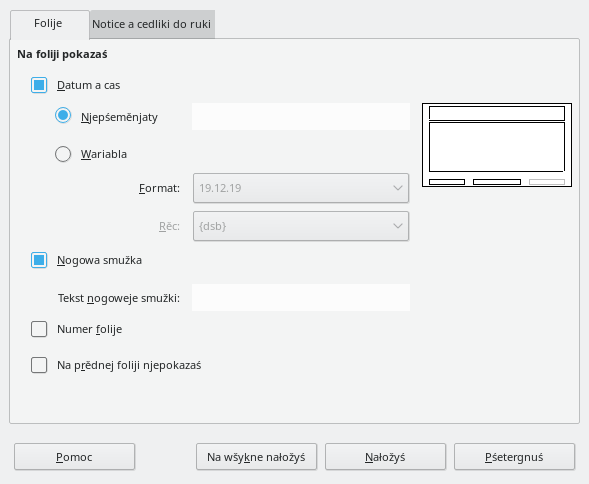 Folije
Notice a cedliki do ruki
Na foliji pokazaś
Datum a cas
Njepśeměnjaty
Wariabla
Format:
19.12.19
Rěc:
{dsb}
Nogowa smužka
Tekst nogoweje smužki:
Numer folije
Na prědnej foliji njepokazaś
Pomoc
Na wšykne nałožyś
Nałožyś
Pśetergnuś